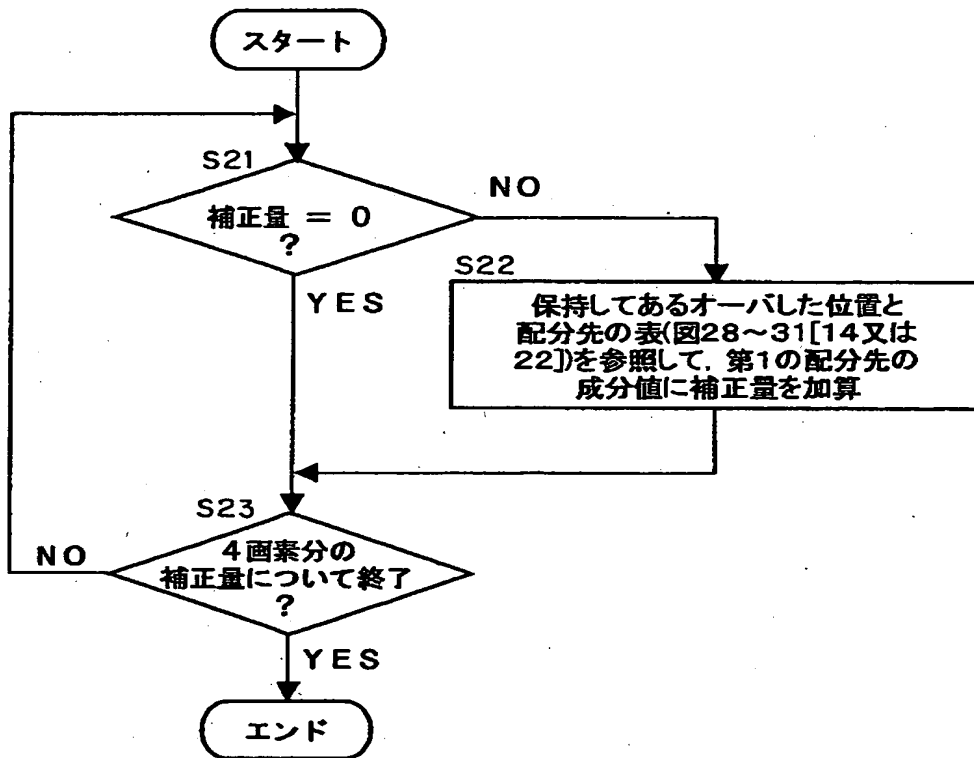 スタート
S21
NO
補正量 = 0
?
YES
S22
保持してあるオーバした位置と
配分先の表(図28～31[14又は
22])を参照して, 第1の配分先の
成分値に補正量を加算
S23
NO
4画素分の
補正量について終了
?
YES
エンド